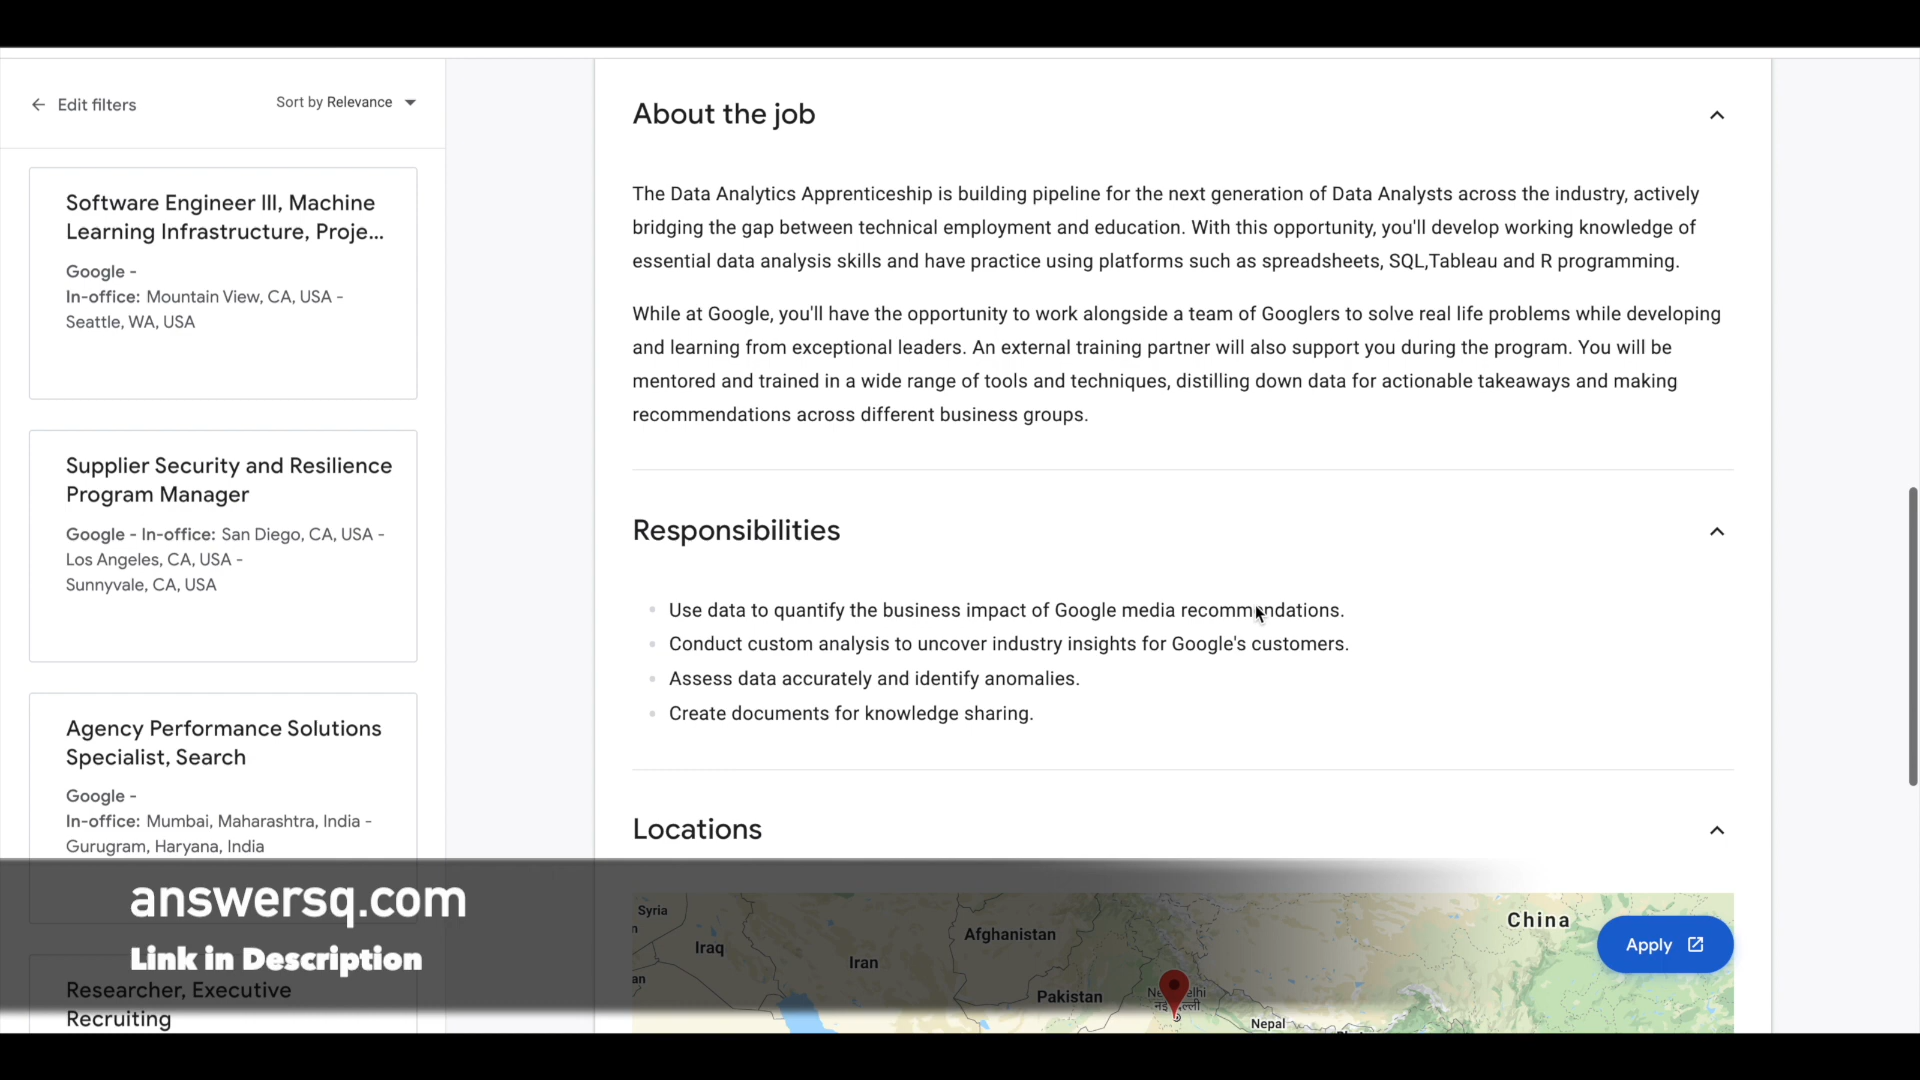 Edit filters
Sort by Relevance
Software Engineer III, Machine
Learning Infrastructure, Proje...
Google -
In-office: Mountain View, CA, USA -
Seattle, WA, USA
Supplier Security and Resilience
Program Manager
Google - In-office: San Diego, CA, USA -
Los Angeles, CA, USA -
Sunnyvale, CA, USA
Agency Performance Solutions
Specialist, Search
Google -
In-office: Mumbai, Maharashtra, India -
Gurugram, Haryana, India
Researcher, Executive
Recruiting
About the job
The Data Analytics Apprenticeship is building pipeline for the next generation of Data Analysts across the industry, actively
bridging the gap between technical employment and education. With this opportunity, you'll develop working knowledge of
essential data analysis skills and have practice using platforms such as spreadsheets, SQL,Tableau and R programming.
While at Google, you'll have the opportunity to work alongside a team of Googlers to solve real life problems while developing
and learning from exceptional leaders. An external training partner will also support you during the program. You will be
mentored and trained in a wide range of tools and techniques, distilling down data for actionable takeaways and making
recommendations across different business groups.
Responsibilities
Use data to quantify the business impact of Google media recommendations.
Conduct custom analysis to uncover industry insights for Google's customers.
Assess data accurately and identify anomalies.
Create documents for knowledge sharing.
Locations
Syria
Iraq
Iran
Afghanistan
Pakistan
China
Nepal
Apply
answersq.com
Link in Description